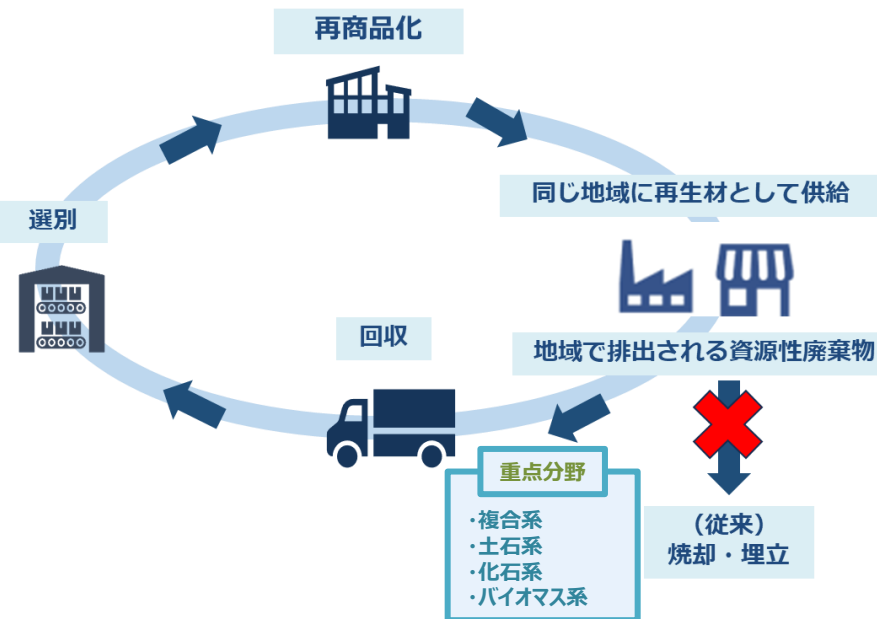 再商品化
同じ地域に再生材として供給
選別
回収
地域で排出される資源性廃棄物
重点分野
・複合系
・土石系
・化石系
・バイオマス系
（従来）
焼却・埋立